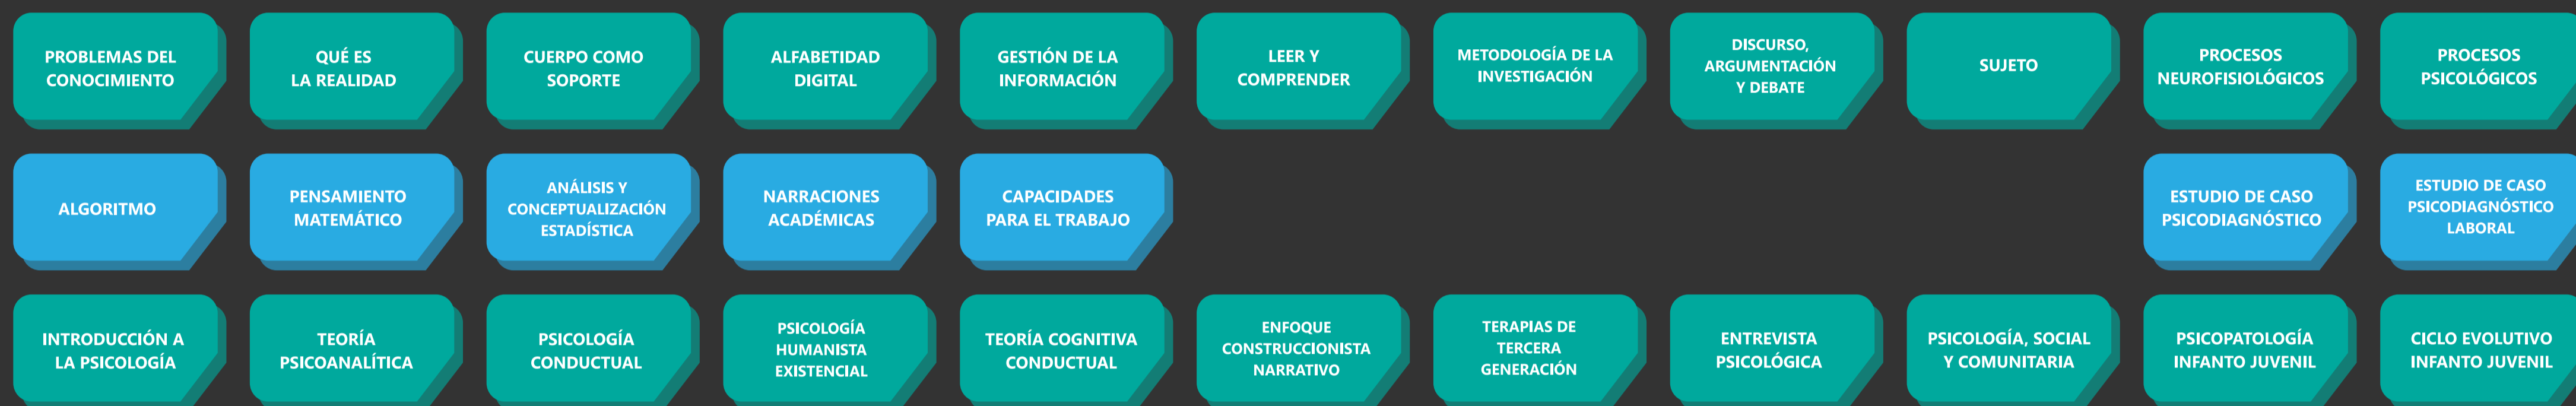 PROBLEMAS DEL
CONOCIMIENTO
QUÉ ES
LA REALIDAD
CUERPO COMO
SOPORTE
ALFABETIDAD
DIGITAL
GESTIÓN DE LA
INFORMACIÓN
LEER Y
COMPRENDER
METODOLOGÍA DE LA
INVESTIGACIÓN
DISCURSO,
ARGUMENTACIÓN
Y DEBATE
SUJETO
PROCESOS
NEUROFISIOLÓGICOS
PROCESOS
PSICOLÓGICOS
ALGORITMO
PENSAMIENTO
MATEMÁTICO
ANÁLISIS Y
CONCEPTUALIZACIÓN
ESTADÍSTICA
NARRACIONES
ACADÉMICAS
CAPACIDADES
PARA EL TRABAJO
ESTUDIO DE CASO
PSICODIAGNÓSTICO
ESTUDIO DE CASO
PSICODIAGNÓSTICO
LABORAL
INTRODUCCIÓN A
LA PSICOLOGÍA
TEORÍA
PSICOANALÍTICA
PSICOLOGÍA
CONDUCTUAL
PSICOLOGÍA
HUMANISTA
EXISTENCIAL
TEORÍA COGNITIVA
CONDUCTUAL
ENFOQUE
CONSTRUCCIONISTA
NARRATIVO
TERAPIAS DE
TERCERA
GENERACIÓN
ENTREVISTA
PSICOLÓGICA
PSICOLOGÍA, SOCIAL
Y COMUNITARIA
PSICOPATOLOGÍA
INFANTO JUVENIL
CICLO EVOLUTIVO
INFANTO JUVENIL